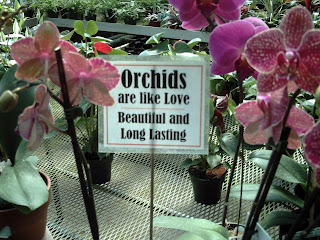 Orchids
are like Love
Beautiful and
Long Lasting